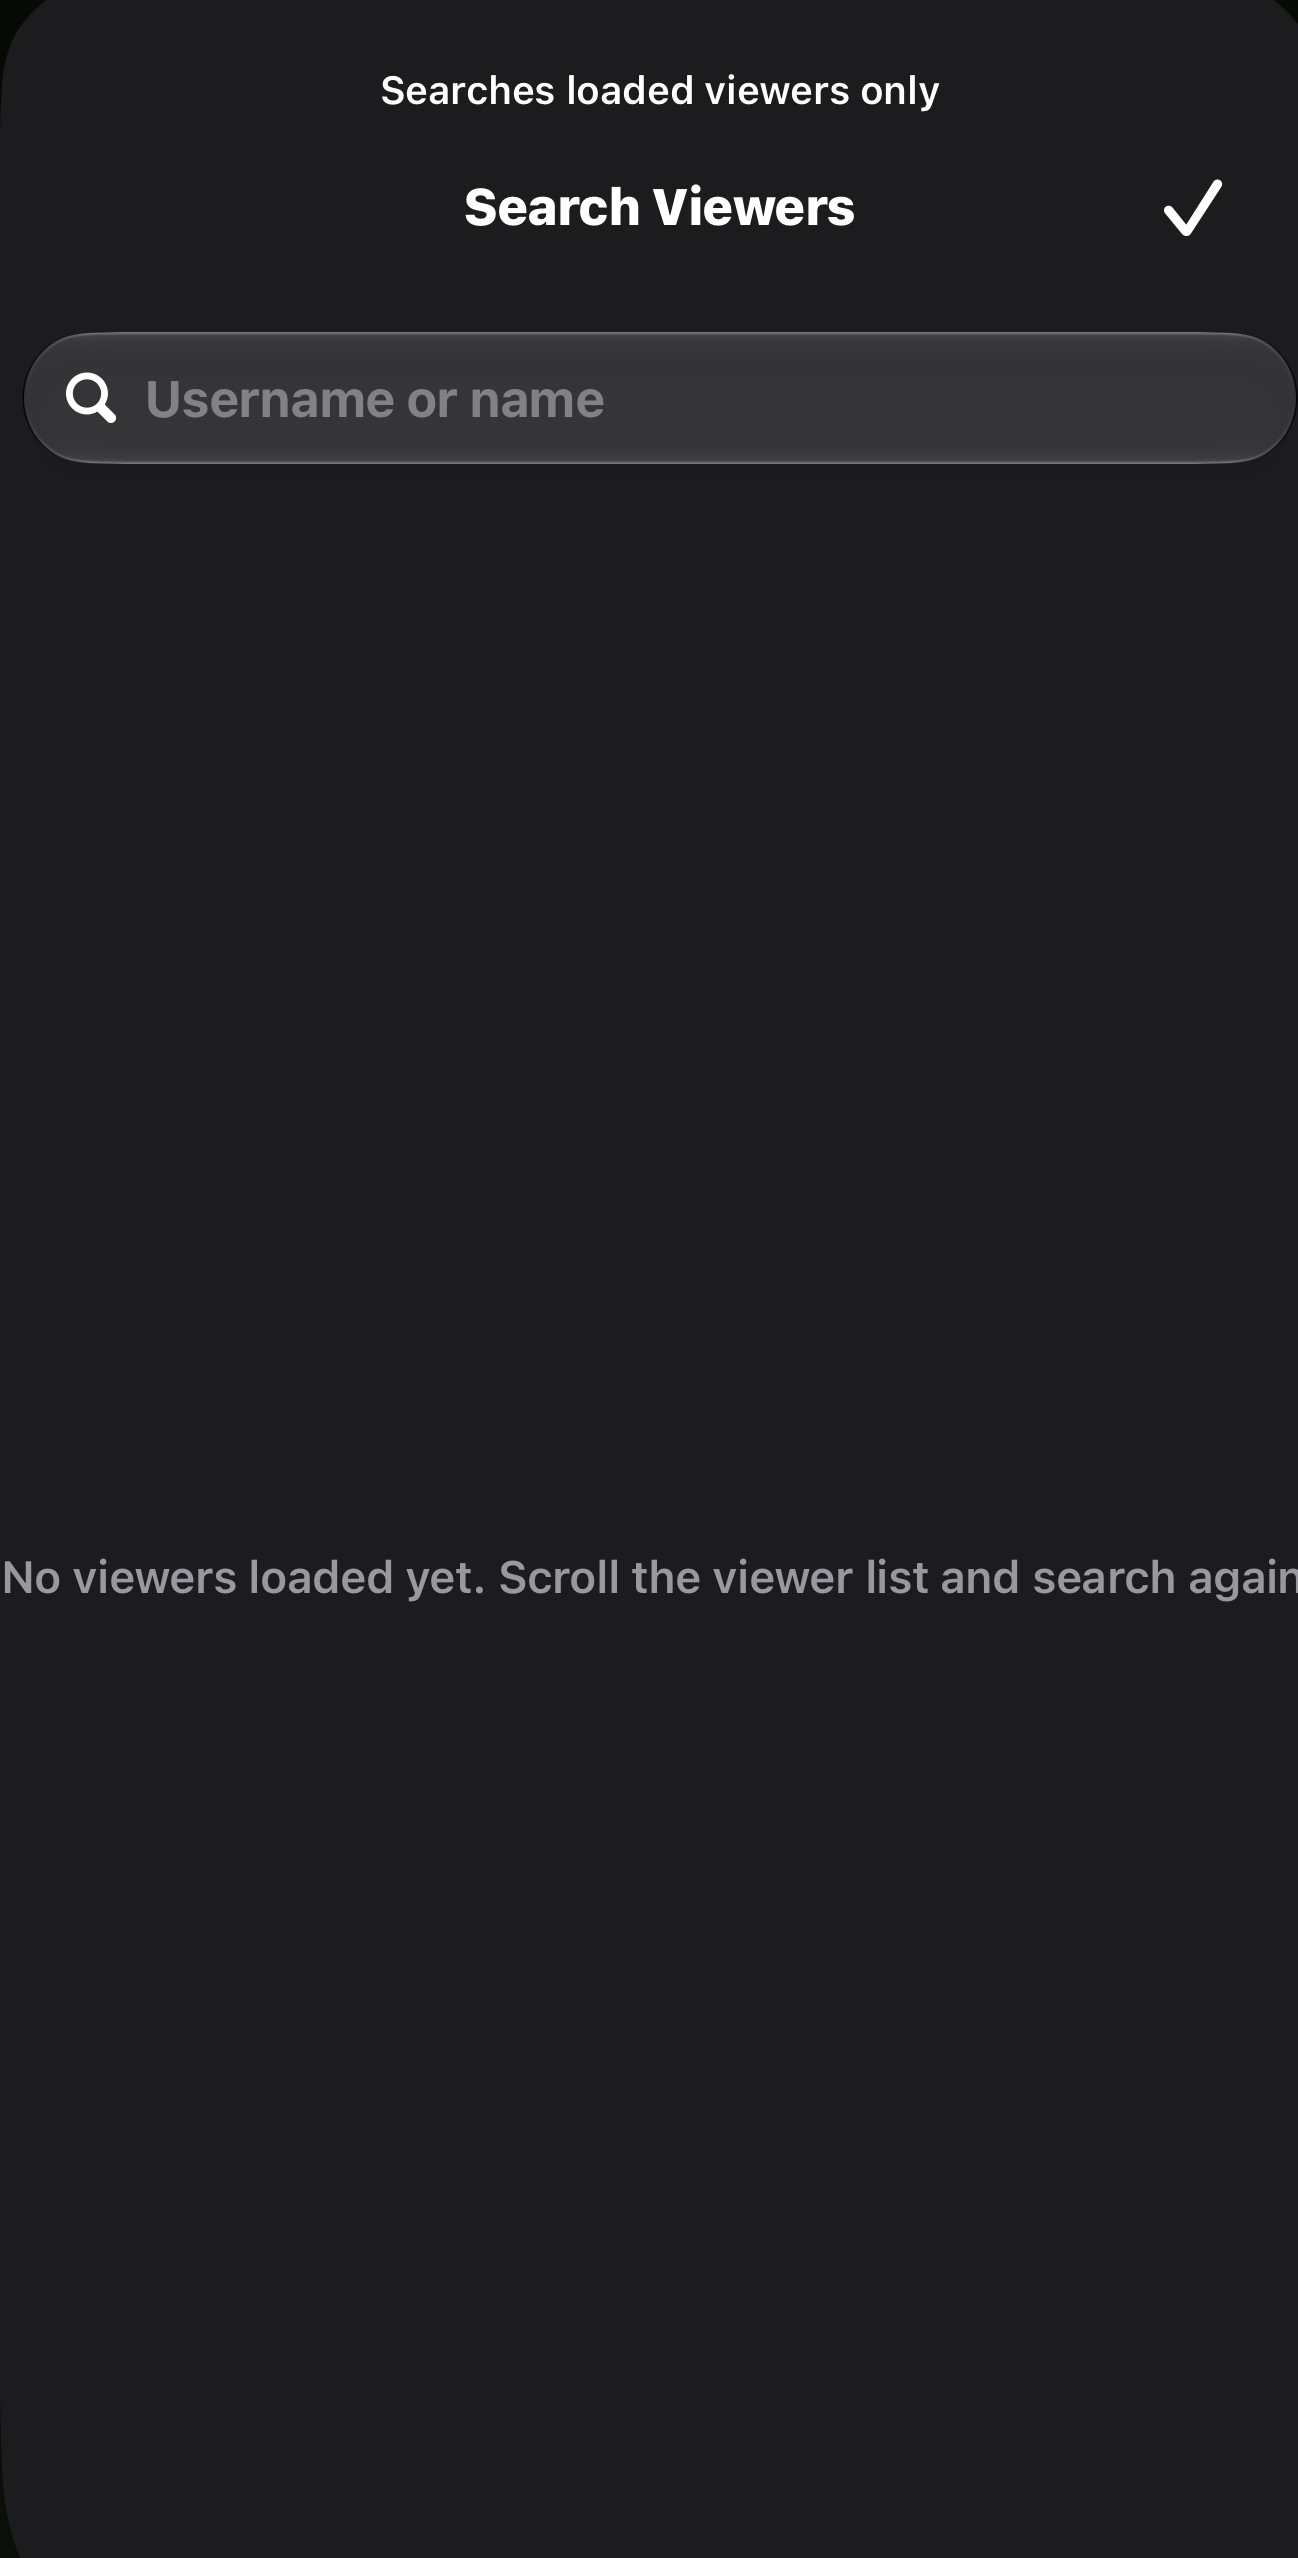 Searches loaded viewers only
Search Viewers
Username or name
No viewers loaded yet. Scroll the viewer list and search again